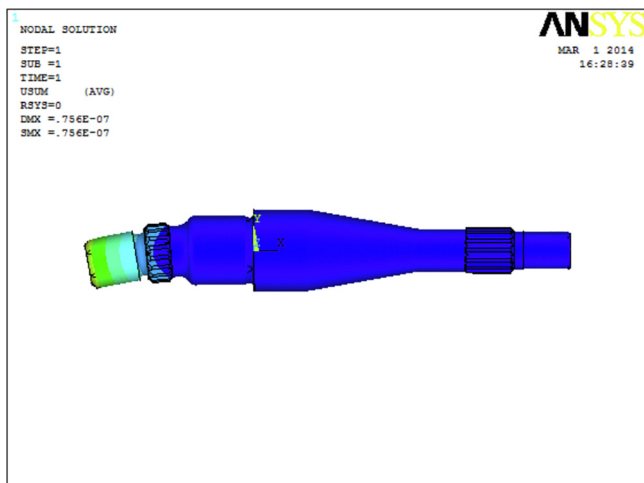 1
NODAL SOLUTION
STEP=1
SUB =1
TIME=1
USUM (AVG)
RSYS=0
DMX =.756E-07
SMX =.756E-07
ANSYS
MAR 1 2014
16:28:39
Y
Z X